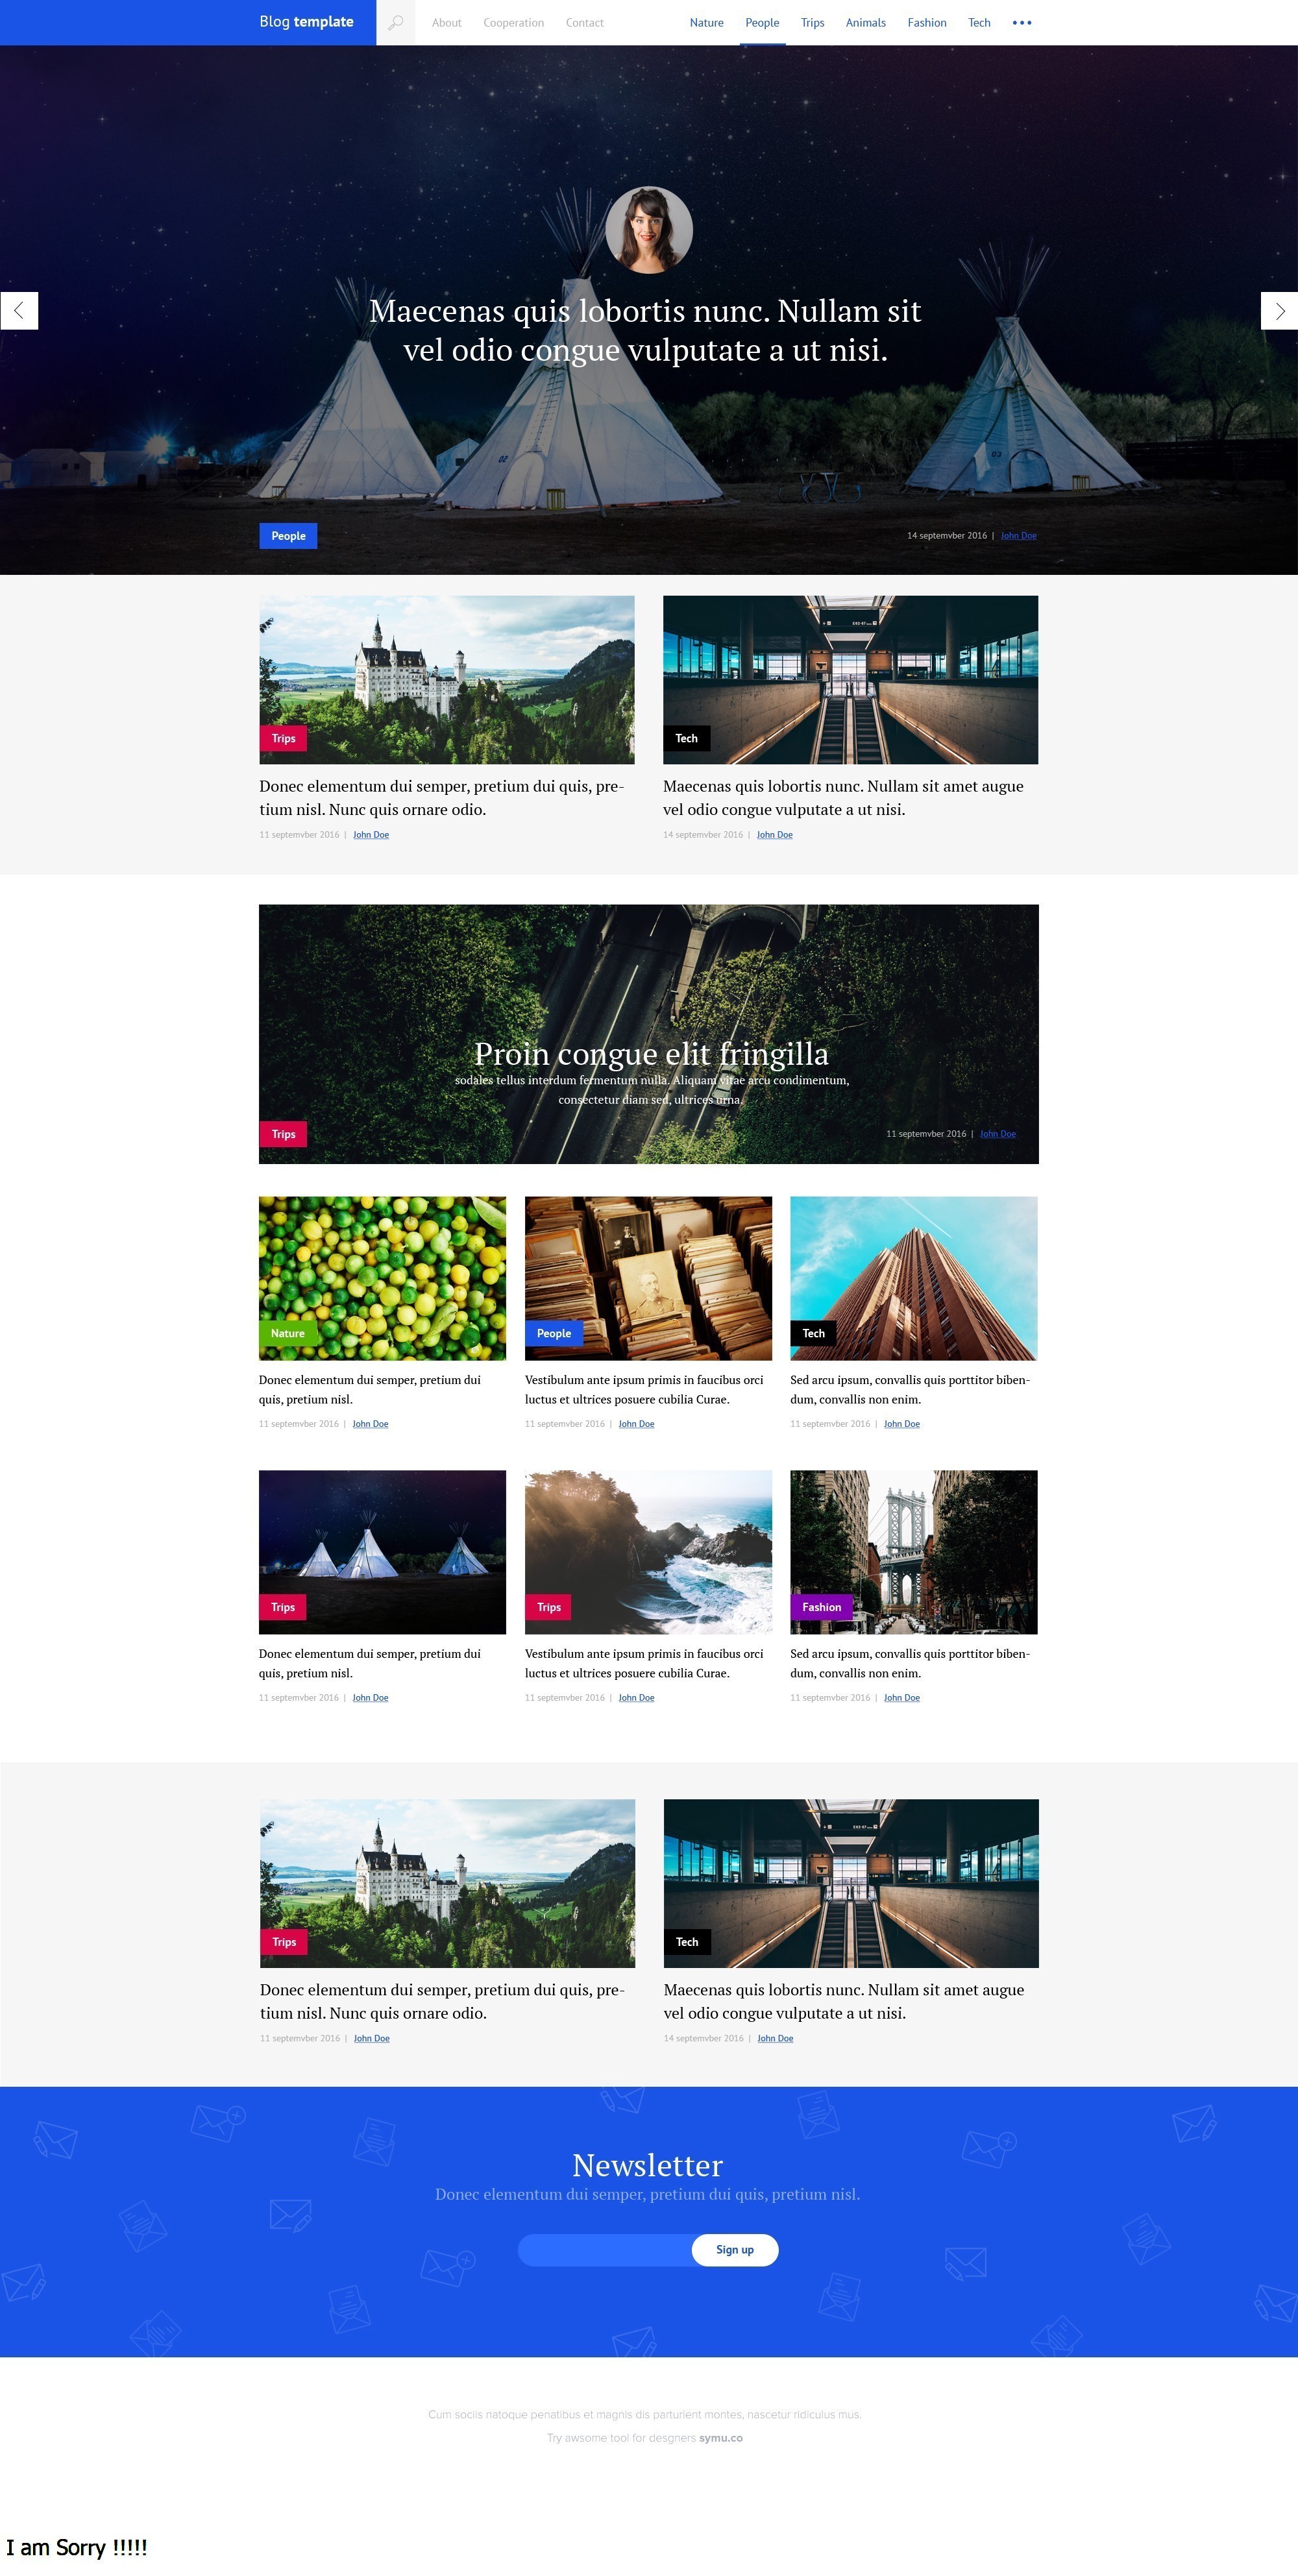 Blog template
About Cooperation Contact
Nature People Trips Animals Fashion Tech
Maecenas quis lobortis nunc. Nullam sit
vel odio congue vulputate a ut nisi.
02
03
People
14 septemvber 2016 | John Doe
Trips
Tech
Donec elementum dui semper, pretium dui quis, pre-
tium nisl. Nunc quis ornare odio.
11 septemvber 2016 | John Doe
Maecenas quis lobortis nunc. Nullam sit amet augue
vel odio congue vulputate a ut nisi.
14 septemvber 2016 | John Doe
Proin congue elit fringilla
sodales tellus interdum fermentum nulla. Aliquam vitae arcu condimentum,
consectetur diam sed, ultrices urna.
Trips
11 septemvber 2016 | John Doe
Nature
People
Tech
Donec elementum dui semper, pretium dui
quis, pretium nisl.
11 septemvber 2016 | John Doe
Vestibulum ante ipsum primis in faucibus orci
luctus et ultrices posuere cubilia Curae.
11 septemvber 2016 | John Doe
Sed arcu ipsum, convallis quis porttitor biben-
dum, convallis non enim.
11 septemvber 2016 | John Doe
Trips
Trips
Fashion
Donec elementum dui semper, pretium dui
quis, pretium nisl.
11 septemvber 2016 | John Doe
Vestibulum ante ipsum primis in faucibus orci
luctus et ultrices posuere cubilia Curae.
11 septemvber 2016 | John Doe
Sed arcu ipsum, convallis quis porttitor biben-
dum, convallis non enim.
11 septemvber 2016 | John Doe
Trips
Tech
Donec elementum dui semper, pretium dui quis, pre-
tium nisl. Nunc quis ornare odio.
11 septemvber 2016 | John Doe
Maecenas quis lobortis nunc. Nullam sit amet augue
vel odio congue vulputate a ut nisi.
14 septemvber 2016 | John Doe
Newsletter
Donec elementum dui semper, pretium dui quis, pretium nisl.
Sign up
Cum sociis natoque penatibus et magnis dis parturient montes, nascetur ridiculus mus.
Try awsome tool for desgners symu.co
I am Sorry !!!!!